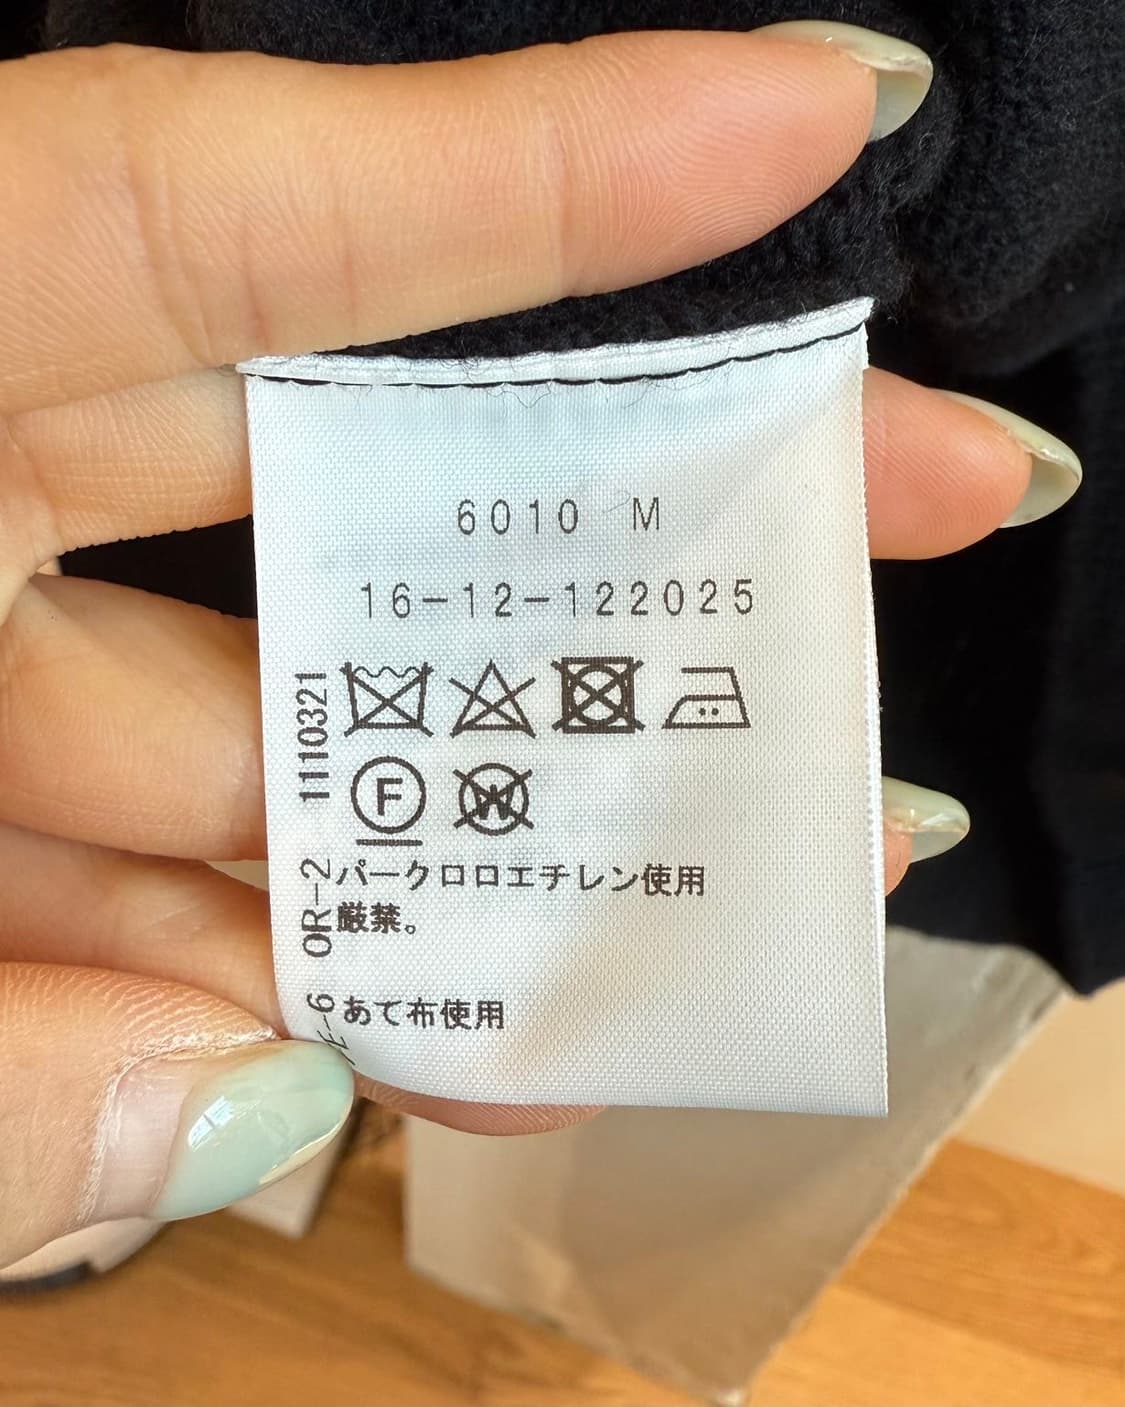 6010 M
16-12-122025
F W
パークロロエチレン使用
厳禁。
あて布使用
1110321
OR-2
E-6